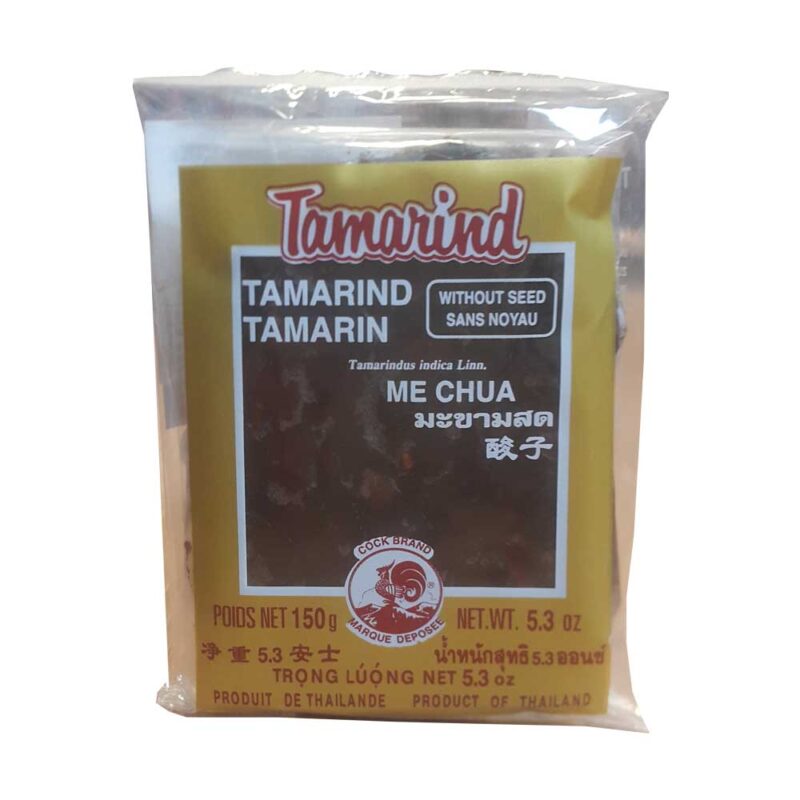 Tamarind
TAMARIND
TAMARIN
WITHOUT SEED
SANS NOYAU
Tamarindus indica Linn.
ME CHUA
มะขามสด
酸子
COCK BRAND
®
MARQUE DEPOSEE
POIDS NET 150g
NET.WT. 5.3 oz
淨重 5.3 安士
น้ำหนักสุทธิ 5.3 ออนซ์
TRỌNG LÚỌNG NET 5.3 oz
PRODUIT DE THAILANDE
PRODUCT OF THAILAND